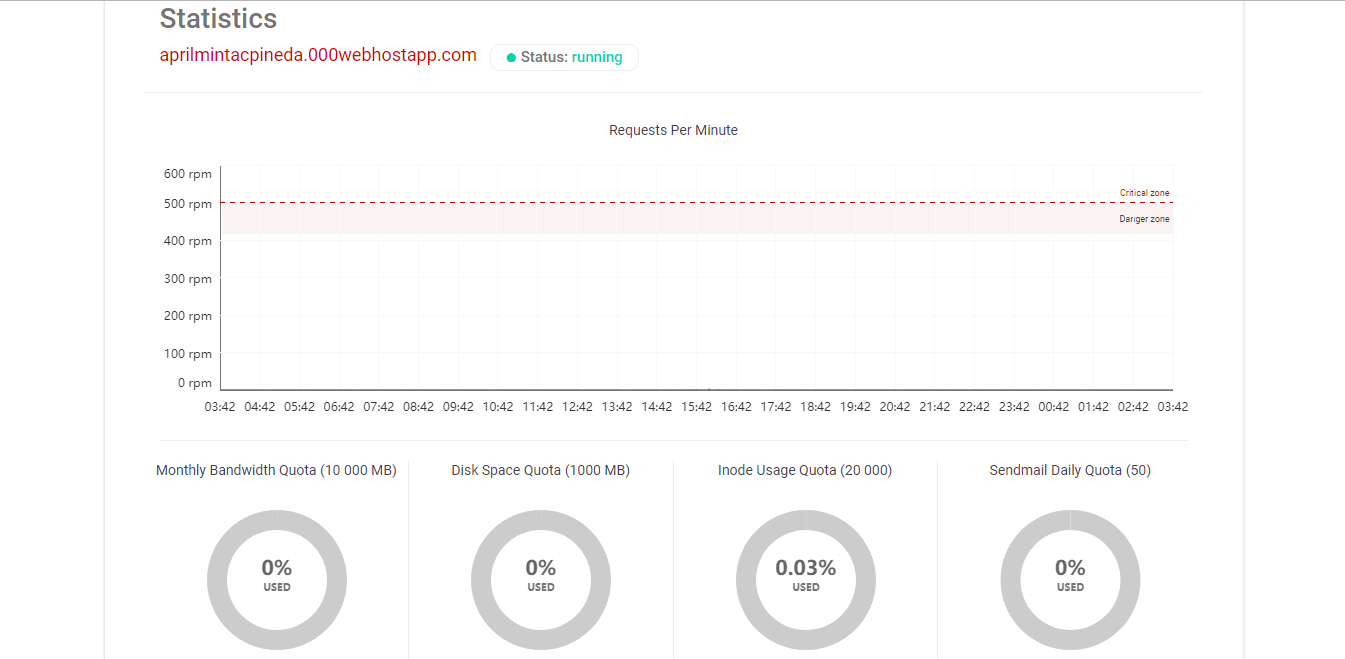 Statistics
aprilmintacpineda.000webhostapp.com Status: running
Requests Per Minute
600 rpm
Critical zone
500 rpm
Danger zone
400 rpm
300 rpm
200 rpm
100 rpm
0 rpm
03:42 04:42 05:42 06:42 07:42 08:42 09:42 10:42 11:42 12:42 13:42 14:42 15:42 16:42 17:42 18:42 19:42 20:42 21:42 22:42 23:42 00:42 01:42 02:42 03:42
Monthly Bandwidth Quota (10 000 MB) Disk Space Quota (1000 MB) Inode Usage Quota (20 000) Sendmail Daily Quota (50)
0% 0% 0.03% 0%
USED USED USED USED